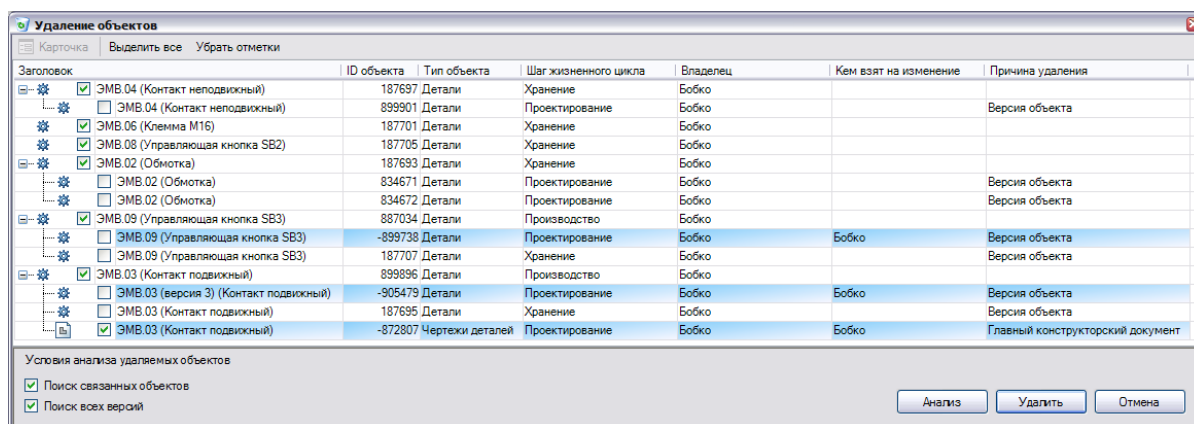 Удаление объектов
Карточка Выделить все Убрать отметки
Заголовок ID объекта Тип объекта Шаг жизненного цикла Владелец Кем взят на изменение Причина удаления
ЭМВ.04 (Контакт неподвижный) 187697 Детали Хранение Бобко
ЭМВ.04 (Контакт неподвижный) 899901 Детали Проектирование Бобко Версия объекта
ЭМВ.06 (Клемма М16) 187701 Детали Хранение Бобко
ЭМВ.08 (Управляющая кнопка SB2) 187705 Детали Хранение Бобко
ЭМВ.02 (Обмотка) 187693 Детали Хранение Бобко
ЭМВ.02 (Обмотка) 834671 Детали Проектирование Бобко Версия объекта
ЭМВ.02 (Обмотка) 834672 Детали Проектирование Бобко Версия объекта
ЭМВ.09 (Управляющая кнопка SB3) 887034 Детали Производство Бобко
ЭМВ.09 (Управляющая кнопка SB3) -899738 Детали Проектирование Бобко Бобко Версия объекта
ЭМВ.09 (Управляющая кнопка SB3) 187707 Детали Хранение Бобко Версия объекта
ЭМВ.03 (Контакт подвижный) 899896 Детали Производство Бобко
ЭМВ.03 (версия 3) (Контакт подвижный) -905479 Детали Проектирование Бобко Бобко Версия объекта
ЭМВ.03 (Контакт подвижный) 187695 Детали Хранение Бобко Версия объекта
ЭМВ.03 (Контакт подвижный) -872807 Чертежи деталей Проектирование Бобко Бобко Главный конструкторский документ
Условия анализа удаляемых объектов
Поиск связанных объектов
Поиск всех версий
Анализ Удалить Отмена